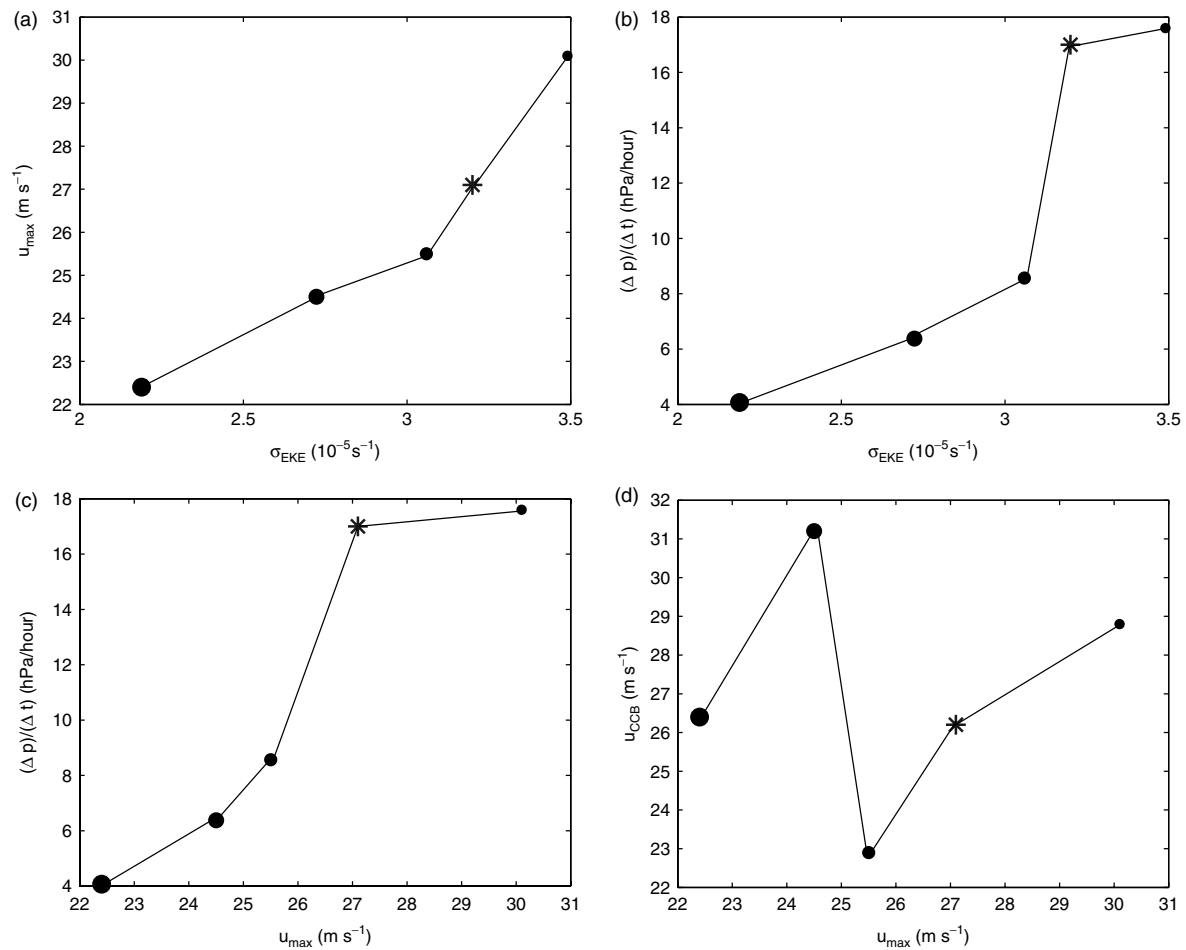 (a)
31
30
29
28
27
26
25
24
23
22
u_max (m s⁻¹)
2 2.5 3 3.5
σ_EKE (10⁻⁵s⁻¹)
(b)
18
16
14
12
10
8
6
4
(Δ p)/(Δ t) (hPa/hour)
2 2.5 3 3.5
σ_EKE (10⁻⁵s⁻¹)
(c)
18
16
14
12
10
8
6
4
(Δ p)/(Δ t) (hPa/hour)
22 23 24 25 26 27 28 29 30 31
u_max (m s⁻¹)
(d)
32
31
30
29
28
27
26
25
24
23
22
u_CCB (m s⁻¹)
22 23 24 25 26 27 28 29 30 31
u_max (m s⁻¹)